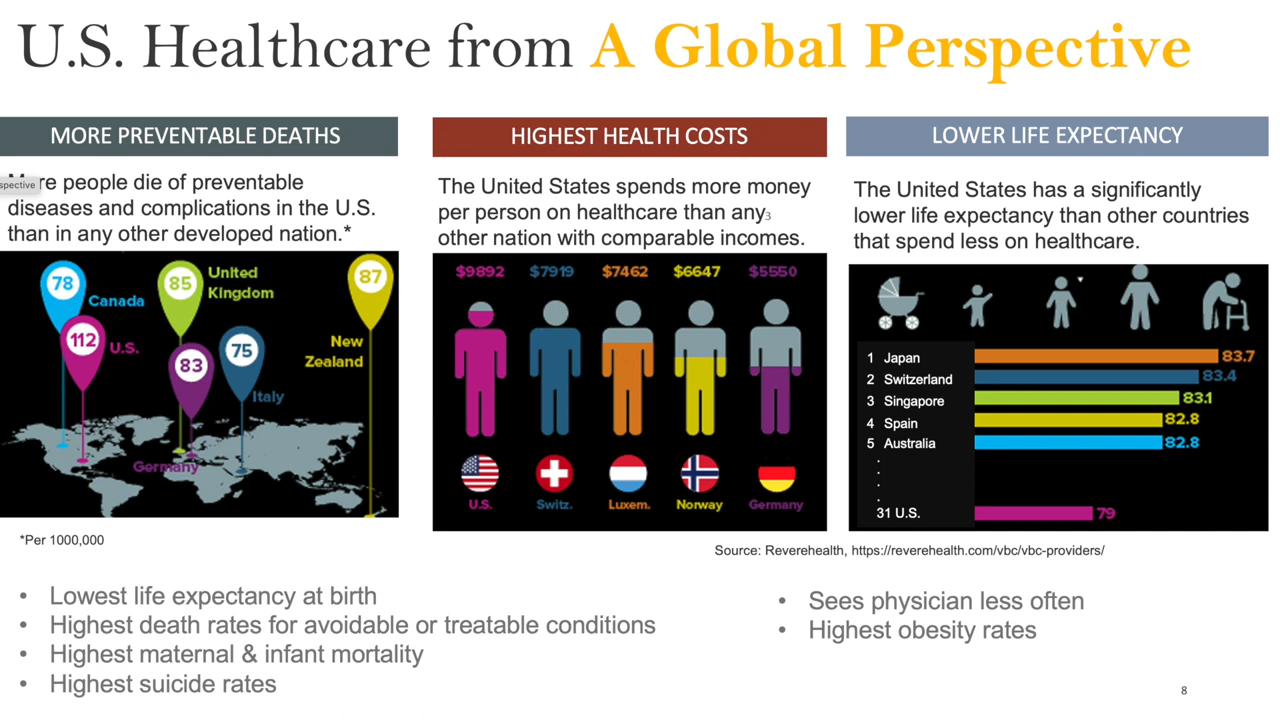 U.S. Healthcare from A Global Perspective
MORE PREVENTABLE DEATHS
spective re people die of preventable
diseases and complications in the U.S.
than in any other developed nation.*
78
Canada
112
U.S.
85
United
Kingdom
83
Germany
75
Italy
87
New
Zealand
*Per 1000,000
HIGHEST HEALTH COSTS
The United States spends more money
per person on healthcare than any3
other nation with comparable incomes.
$9892 $7919 $7462 $6647 $5550
U.S. Switz. Luxem. Norway Germany
LOWER LIFE EXPECTANCY
The United States has a significantly
lower life expectancy than other countries
that spend less on healthcare.
1 Japan 83.7
2 Switzerland 83.4
3 Singapore 83.1
4 Spain 82.8
5 Australia 82.8
.
.
.
.
31 U.S. 79
Source: Reverehealth, https://reverehealth.com/vbc/vbc-providers/
• Lowest life expectancy at birth
• Highest death rates for avoidable or treatable conditions
• Highest maternal & infant mortality
• Highest suicide rates
• Sees physician less often
• Highest obesity rates
8